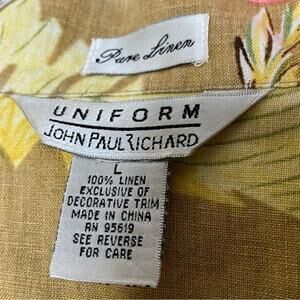 Pure Linen
UNIFORM
JOHN PAUL RICHARD
L
100% LINEN
EXCLUSIVE OF
DECORATIVE TRIM
MADE IN CHINA
RN 95619
SEE REVERSE
FOR CARE